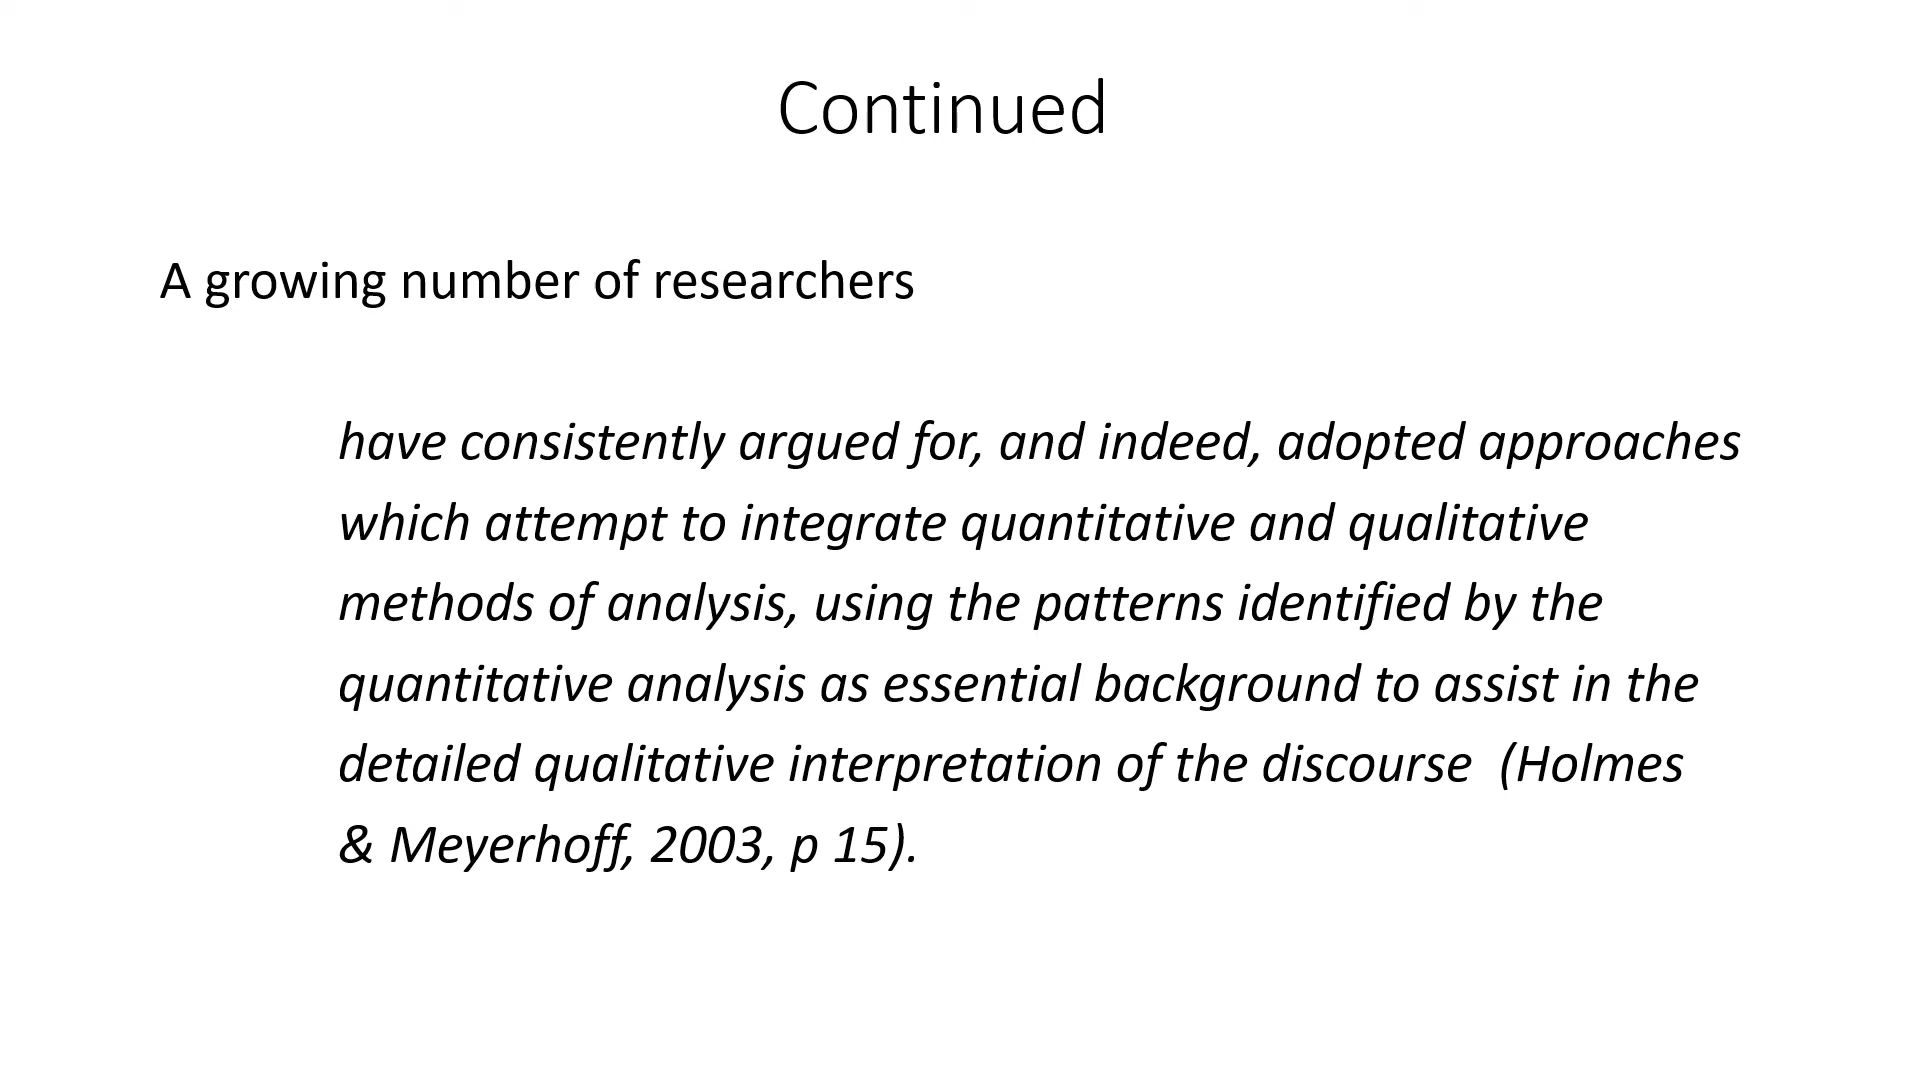 Continued
A growing number of researchers
have consistently argued for, and indeed, adopted approaches
which attempt to integrate quantitative and qualitative
methods of analysis, using the patterns identified by the
quantitative analysis as essential background to assist in the
detailed qualitative interpretation of the discourse  (Holmes
& Meyerhoff, 2003, p 15).